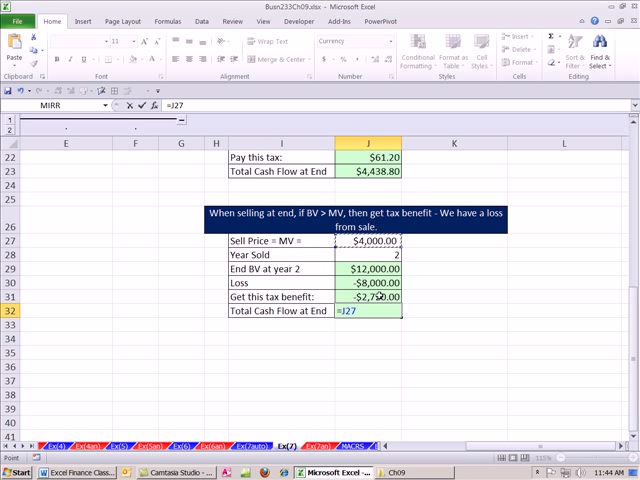 Busn233Ch09.xlsx - Microsoft Excel
File Home Insert Page Layout Formulas Data Review View Developer Add-Ins PowerPivot
Paste
11
Wrap Text
Merge & Center
Currency
Conditional Formatting
Format as Table
Cell Styles
Insert
Delete
Format
Sort & Filter
Find & Select
Clipboard Font Alignment Number Styles Cells Editing
MIRR =J27
1
2
E F G H I J K L
22 Pay this tax: $61.20
23 Total Cash Flow at End $4,438.80
24
25
26 When selling at end, if BV > MV, then get tax benefit - We have a loss
from sale.
27 Sell Price = MV = $4,000.00
28 Year Sold 2
29 End BV at year 2 $12,000.00
30 Loss -$8,000.00
31 Get this tax benefit:
32 Total Cash Flow at End =J27
33
34
35
36
37
38
39
40
41
Ex(4) Ex(4an) Ex(5) Ex(5an) Ex(6) Ex(6an) Ex(7auto) Ex(7) Ex(7an) MACRS
Point 115%
Start Excel Finance Class... Camtasia Studio - ... Microsoft Excel - ... Ch09 11:44 AM